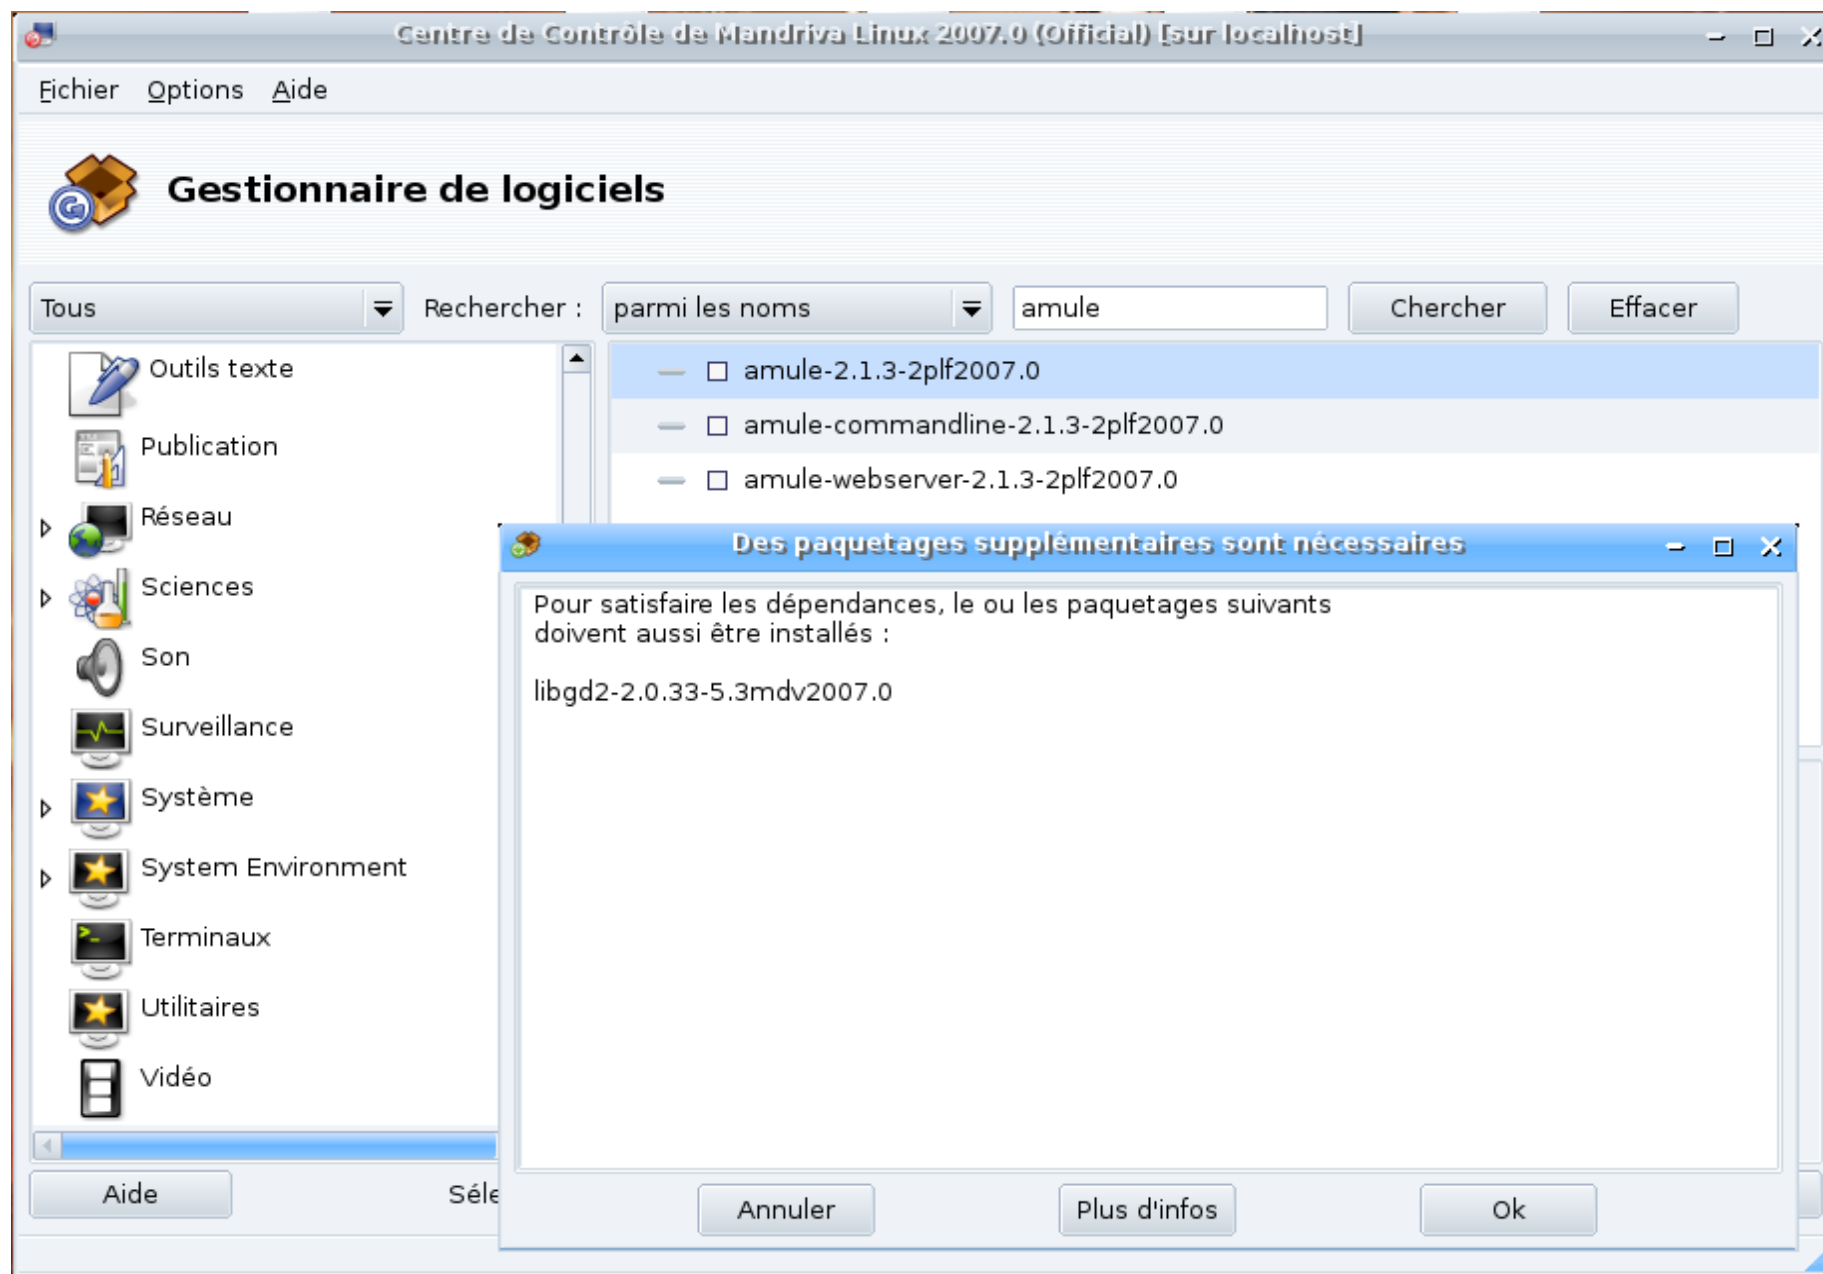 Centre de Contrôle de Mandriva Linux 2007.0 (Official) [sur localhost]
Fichier Options Aide
Gestionnaire de logiciels
Tous Rechercher : parmi les noms amule Chercher Effacer
Outils texte
Publication
Réseau
Sciences
Son
Surveillance
Système
System Environment
Terminaux
Utilitaires
Vidéo
amule-2.1.3-2plf2007.0
amule-commandline-2.1.3-2plf2007.0
amule-webserver-2.1.3-2plf2007.0
Des paquetages supplémentaires sont nécessaires
Pour satisfaire les dépendances, le ou les paquetages suivants
doivent aussi être installés :
libgd2-2.0.33-5.3mdv2007.0
Annuler Plus d'infos Ok
Aide Séle